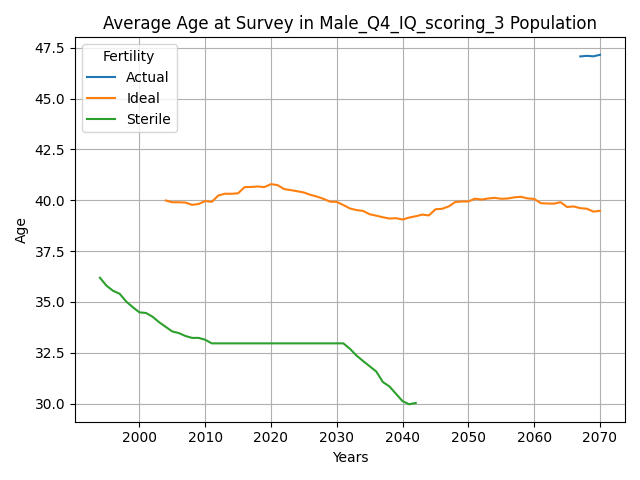 Average Age at Survey in Male_Q4_IQ_scoring_3 Population
Fertility
Actual
Ideal
Sterile
Age
47.5
45.0
42.5
40.0
37.5
35.0
32.5
30.0
2000 2010 2020 2030 2040 2050 2060 2070
Years